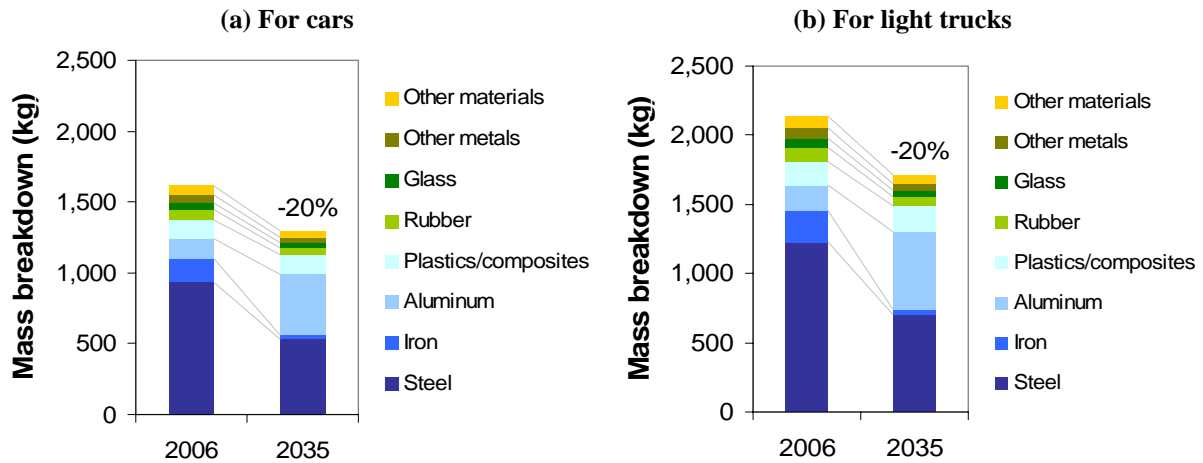 (a) For cars
Mass breakdown (kg)
2,500
2,000
1,500
1,000
500
0
-20%
2006
2035
Other materials
Other metals
Glass
Rubber
Plastics/composites
Aluminum
Iron
Steel
(b) For light trucks
Mass breakdown (kg)
2,500
2,000
1,500
1,000
500
0
-20%
2006
2035
Other materials
Other metals
Glass
Rubber
Plastics/composites
Aluminum
Iron
Steel